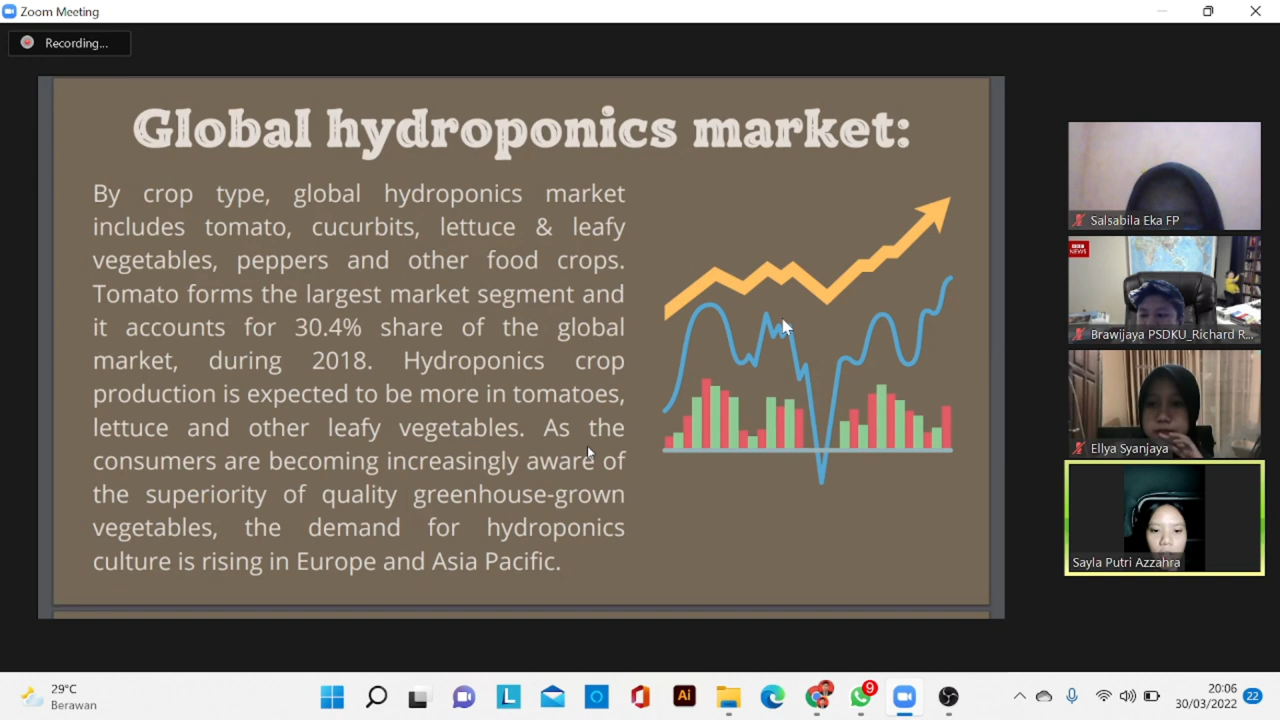 Zoom Meeting
Recording...
Global hydroponics market:
By crop type, global hydroponics market
includes tomato, cucurbits, lettuce & leafy
vegetables, peppers and other food crops.
Tomato forms the largest market segment and
it accounts for 30.4% share of the global
market, during 2018. Hydroponics crop
production is expected to be more in tomatoes,
lettuce and other leafy vegetables. As the
consumers are becoming increasingly aware of
the superiority of quality greenhouse-grown
vegetables, the demand for hydroponics
culture is rising in Europe and Asia Pacific.
Salsabila Eka FP
BBC
NEWS
Brawijaya PSDKU_Richard R...
Ellya Syanjaya
Sayla Putri Azzahra
29°C
Berawan
L
Ai
9
20:06
30/03/2022
22